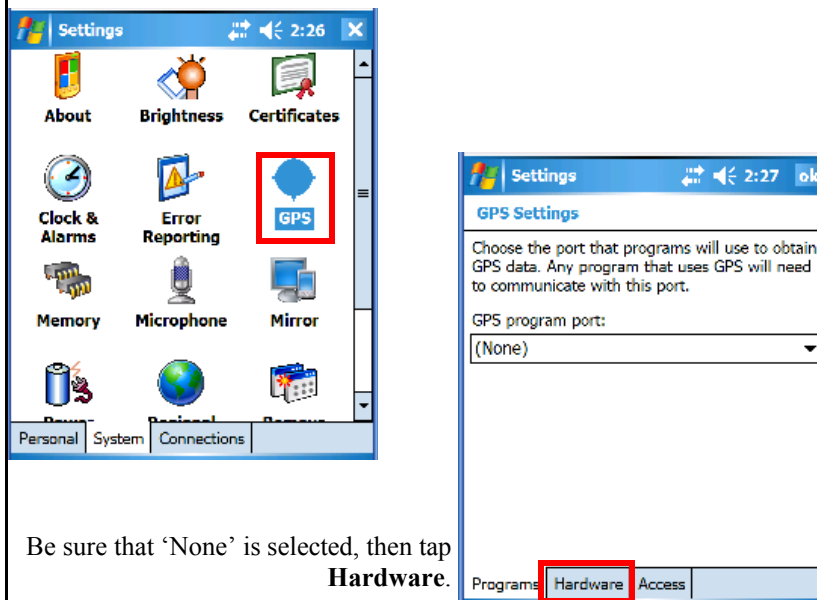 Settings 2:26
About Brightness Certificates
Clock & Error GPS
Alarms Reporting
Memory Microphone Mirror
Power Regional Remove
Personal System Connections
Settings 2:27 ok
GPS Settings
Choose the port that programs will use to obtain
GPS data. Any program that uses GPS will need
to communicate with this port.
GPS program port:
(None)
Programs Hardware Access
Be sure that ‘None’ is selected, then tap
Hardware.